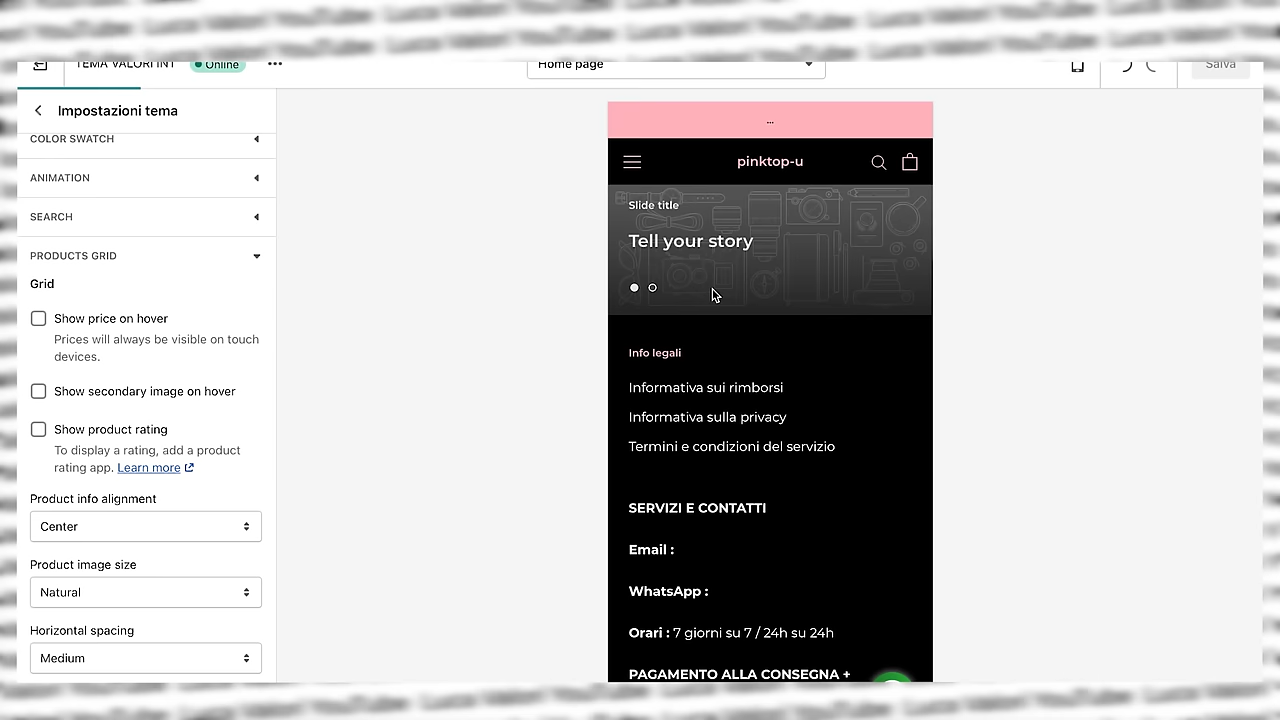 TEMA VALORI INT
Online
Home page
Salva
Impostazioni tema
COLOR SWATCH
ANIMATION
SEARCH
PRODUCTS GRID
Grid
Show price on hover
Prices will always be visible on touch
devices.
Show secondary image on hover
Show product rating
To display a rating, add a product
rating app. Learn more
Product info alignment
Center
Product image size
Natural
Horizontal spacing
Medium
...
pinktop-u
Slide title
Tell your story
Info legali
Informativa sui rimborsi
Informativa sulla privacy
Termini e condizioni del servizio
SERVIZI E CONTATTI
Email :
WhatsApp :
Orari : 7 giorni su 7 / 24h su 24h
PAGAMENTO ALLA CONSEGNA +